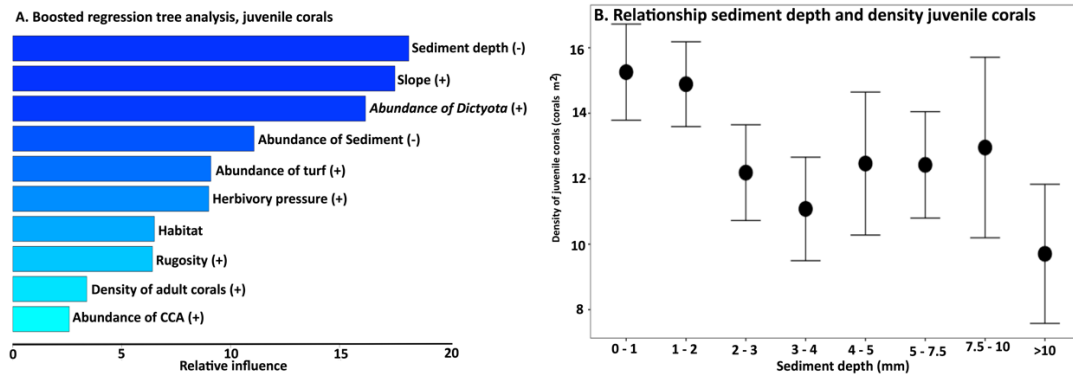 A. Boosted regression tree analysis, juvenile corals
Sediment depth (-)
Slope (+)
Abundance of Dictyota (+)
Abundance of Sediment (-)
Abundance of turf (+)
Herbivory pressure (+)
Habitat
Rugosity (+)
Density of adult corals (+)
Abundance of CCA (+)
0 5 10 15 20
Relative influence
B. Relationship sediment depth and density juvenile corals
Density of juvenile corals (corals m²)
16
14
12
10
8
0 - 1 1 - 2 2 - 3 3 - 4 4 - 5 5 - 7.5 7.5 - 10 >10
Sediment depth (mm)